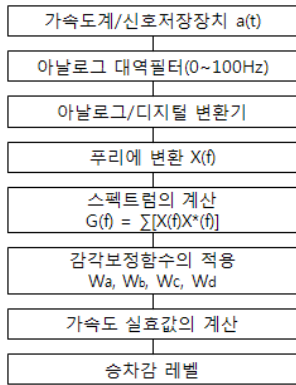 가속도계/신호저장장치 a(t)
아날로그 대역필터(0~100Hz)
아날로그/디지털 변환기
푸리에 변환 X(f)
스펙트럼의 계산
G(f) = ∑[X(f)X*(f)]
감각보정함수의 적용
Wa, Wb, Wc, Wd
가속도 실효값의 계산
승차감 레벨